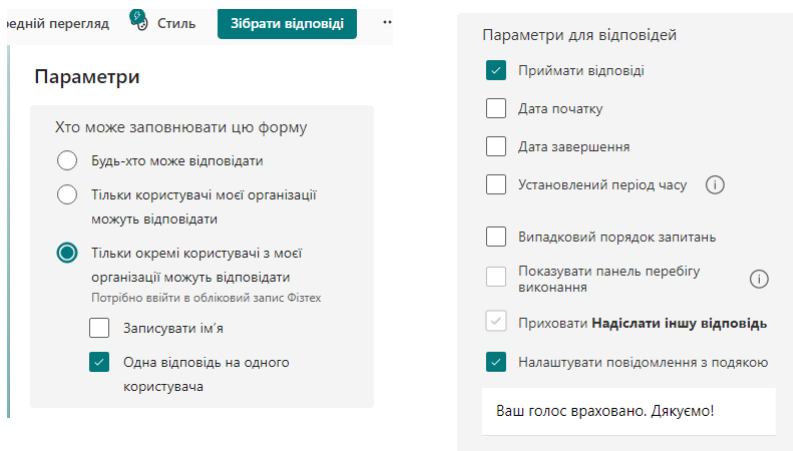 редній перегляд
Стиль
Зібрати відповіді
Параметри
Хто може заповнювати цю форму
Будь-хто може відповідати
Тільки користувачі моєї організації
можуть відповідати
Тільки окремі користувачі з моєї
організації можуть відповідати
Потрібно ввійти в обліковий запис Фізтех
Записувати ім’я
Одна відповідь на одного
користувача
Параметри для відповідей
Приймати відповіді
Дата початку
Дата завершення
Установлений період часу
Випадковий порядок запитань
Показувати панель перебігу
виконання
Приховати Надіслати іншу відповідь
Налаштувати повідомлення з подякою
Ваш голос враховано. Дякуємо!